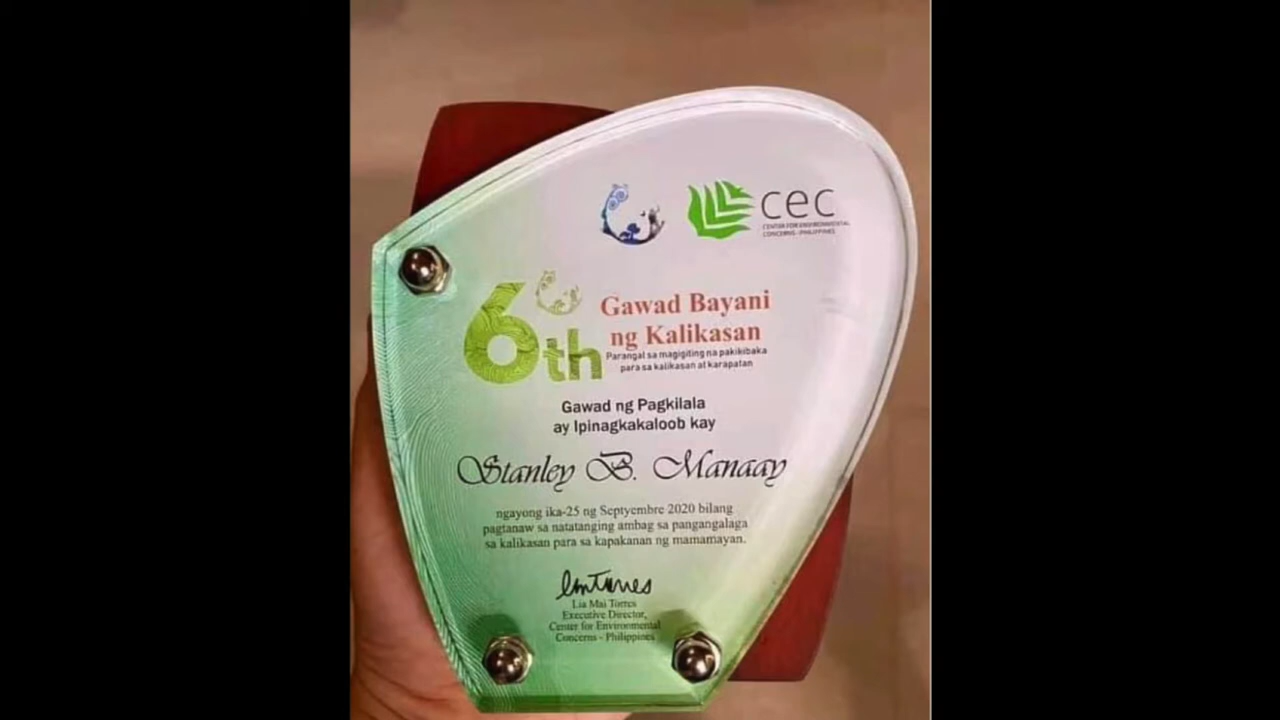 cec
CENTER FOR ENVIRONMENTAL
CONCERNS - PHILIPPINES
6th
Gawad Bayani
ng Kalikasan
Parangal sa magigiting na pakikibaka
para sa kalikasan at karapatan
Gawad ng Pagkilala
ay Ipinagkakaloob kay
Stanley B. Manaay
ngayong ika-25 ng Septyembre 2020 bilang
pagtanaw sa natatanging ambag sa pangangalaga
sa kalikasan para sa kapakanan ng mamamayan.
Lia Mai Torres
Executive Director,
Center for Environmental
Concerns - Philippines